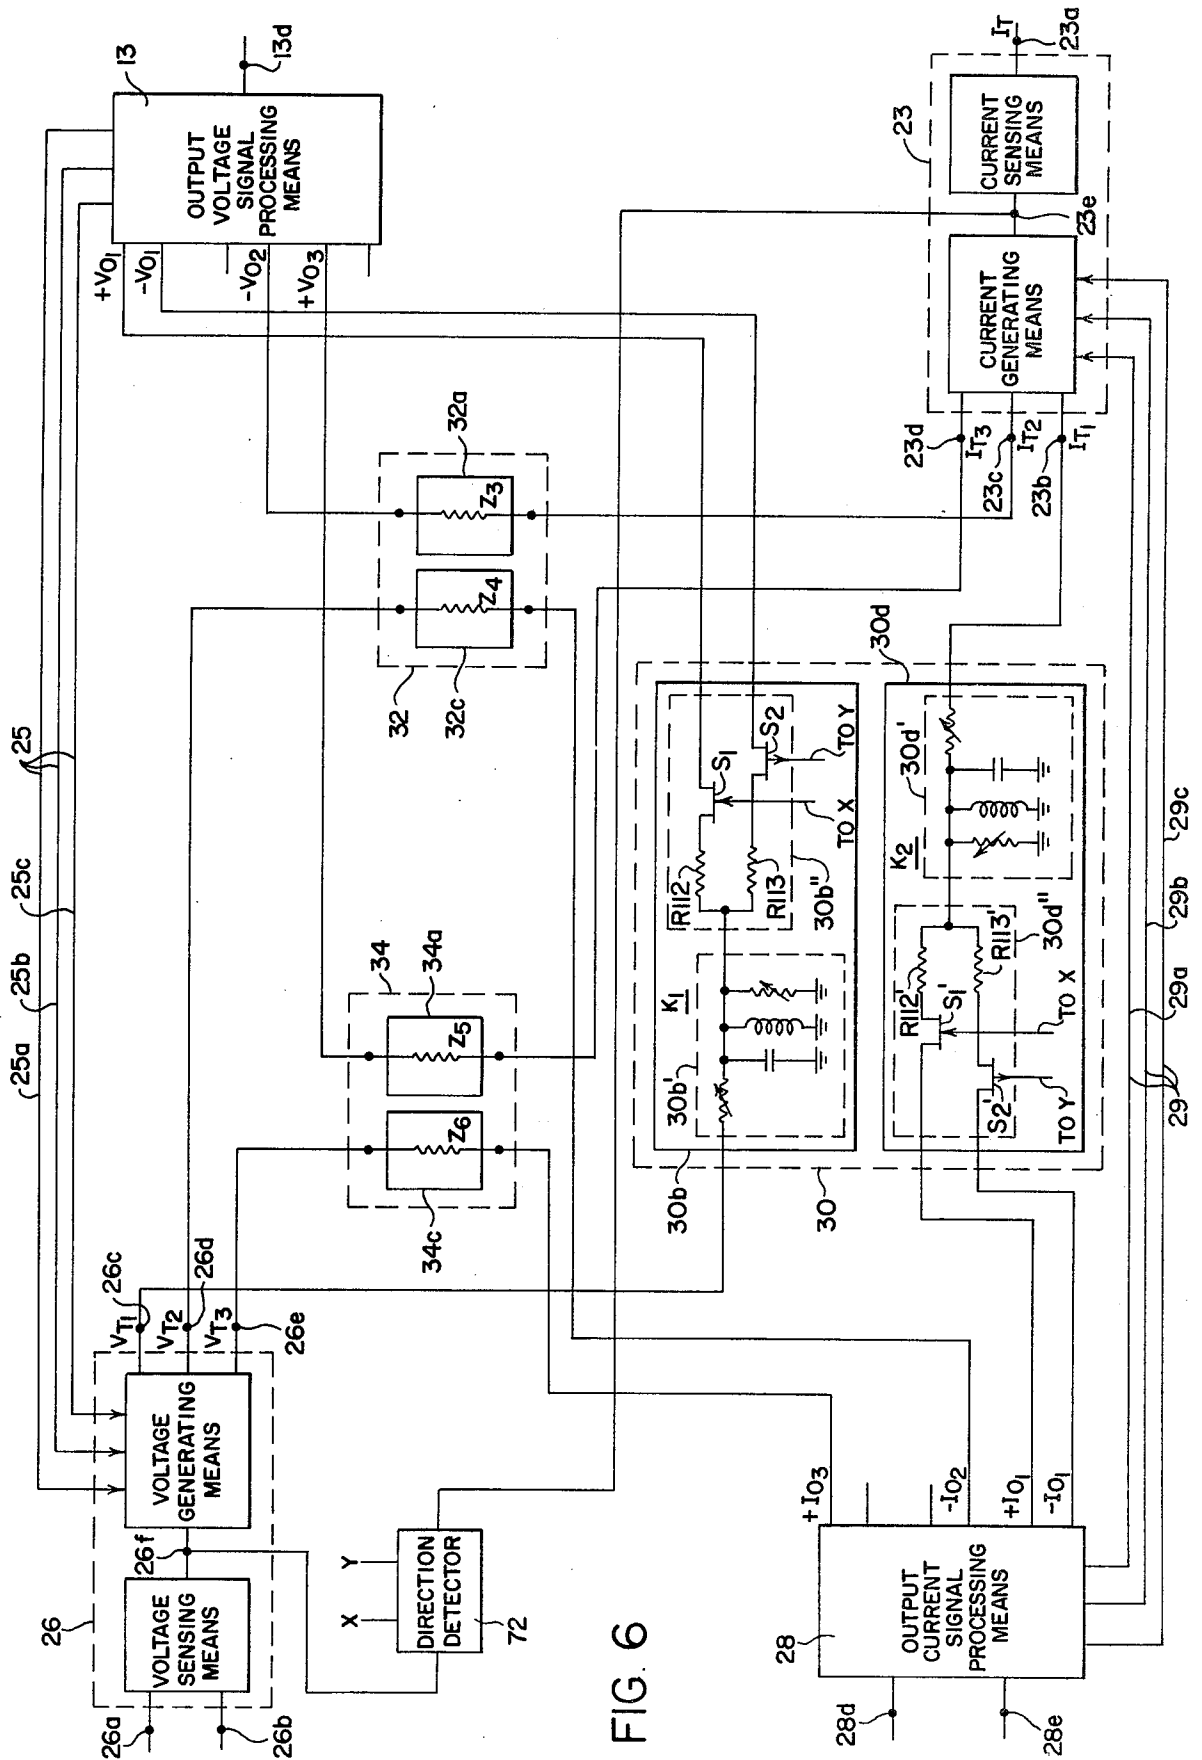 26
26a
26b
VOLTAGE
SENSING
MEANS
26f
VOLTAGE
GENERATING
MEANS
VT1
26c
VT2
26d
VT3
26e
25a
25b
25c
25
13
OUTPUT
VOLTAGE
SIGNAL
PROCESSING
MEANS
13d
+VO1
-VO1
-VO2
+VO3
X
Y
DIRECTION
DETECTOR
72
34
34a
34c
Z5
Z6
32
32a
32c
Z3
Z4
30
30b
30b'
K1
R112
R113
30b"
S1
S2
TO X
TO Y
30d
30d'
K2
R112'
R113'
30d"
S1'
S2'
TO X
TO Y
23
CURRENT
GENERATING
MEANS
CURRENT
SENSING
MEANS
IT
23a
23e
23d
IT3
23c
IT2
23b
IT1
28
OUTPUT
CURRENT
SIGNAL
PROCESSING
MEANS
28d
28e
+IO3
-IO2
+IO1
-IO1
29
29a
29b
29c
FIG. 6